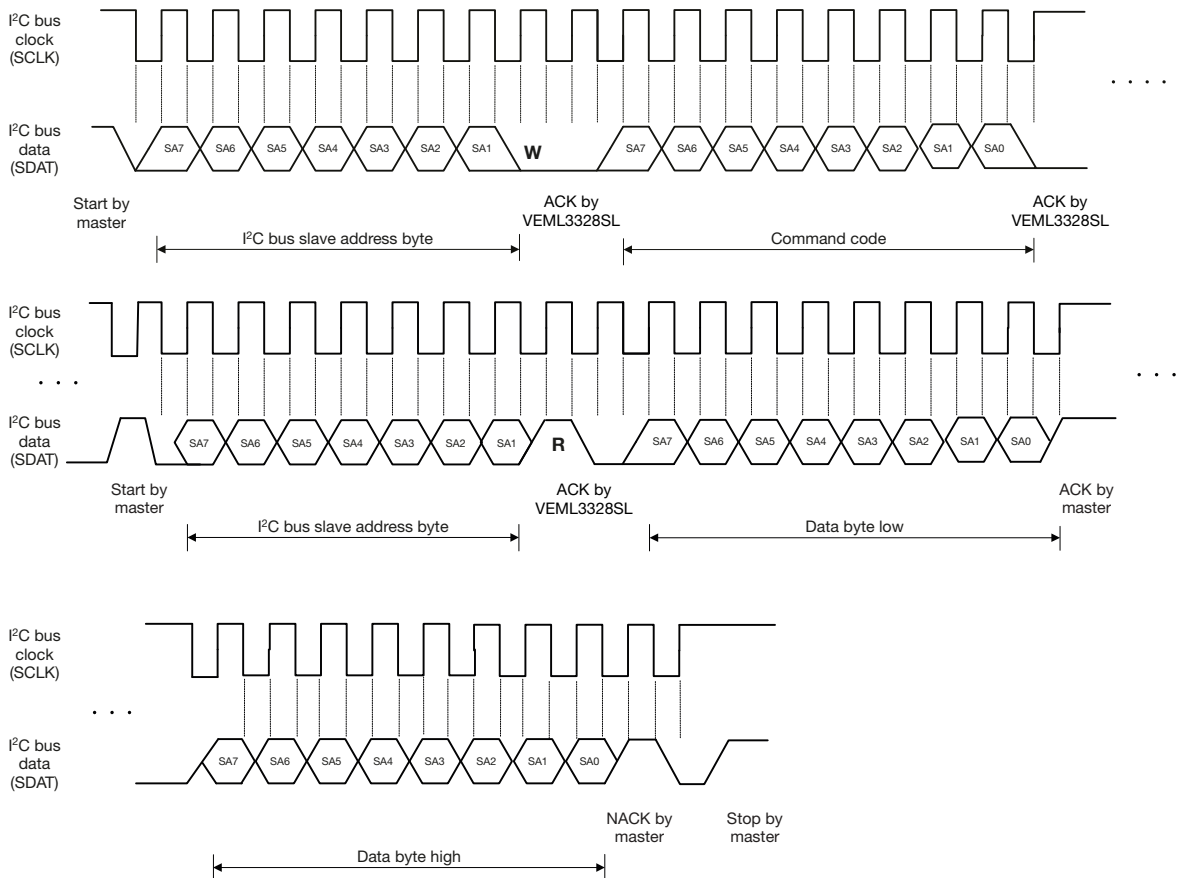 I²C bus
clock
(SCLK)
. . . .
I²C bus
data
(SDAT)
SA7 SA6 SA5 SA4 SA3 SA2 SA1 W SA7 SA6 SA5 SA4 SA3 SA2 SA1 SA0
Start by
master
ACK by
VEML3328SL
ACK by
VEML3328SL
I²C bus slave address byte
Command code
I²C bus
clock
(SCLK)
. . .
. . .
I²C bus
data
(SDAT)
SA7 SA6 SA5 SA4 SA3 SA2 SA1 R SA7 SA6 SA5 SA4 SA3 SA2 SA1 SA0
Start by
master
ACK by
VEML3328SL
ACK by
master
I²C bus slave address byte
Data byte low
I²C bus
clock
(SCLK)
. . .
I²C bus
data
(SDAT)
SA7 SA6 SA5 SA4 SA3 SA2 SA1 SA0
NACK by
master
Stop by
master
Data byte high